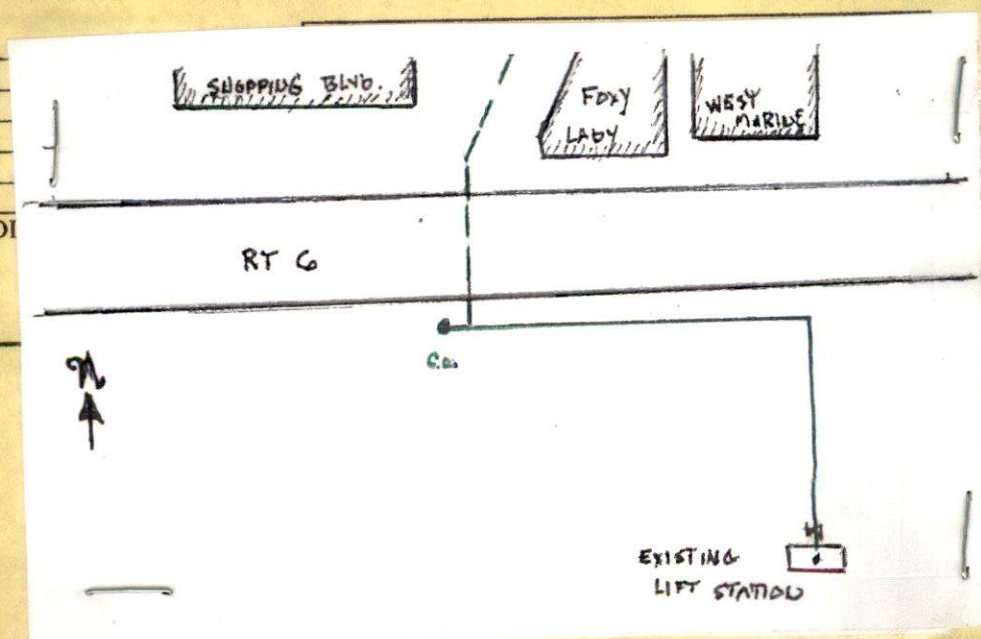 SHOPPING BLVD.
FOXY
LADY
WEST
MARINE
RT 6
C.O.
N
EXISTING
LIFT STATION